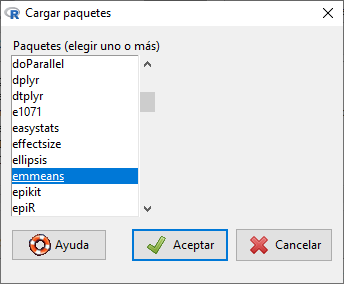 Cargar paquetes
Paquetes (elegir uno o más)
doParallel
dplyr
dtplyr
e1071
easystats
effectsize
ellipsis
emmeans
epikit
epiR
Ayuda
Aceptar
Cancelar